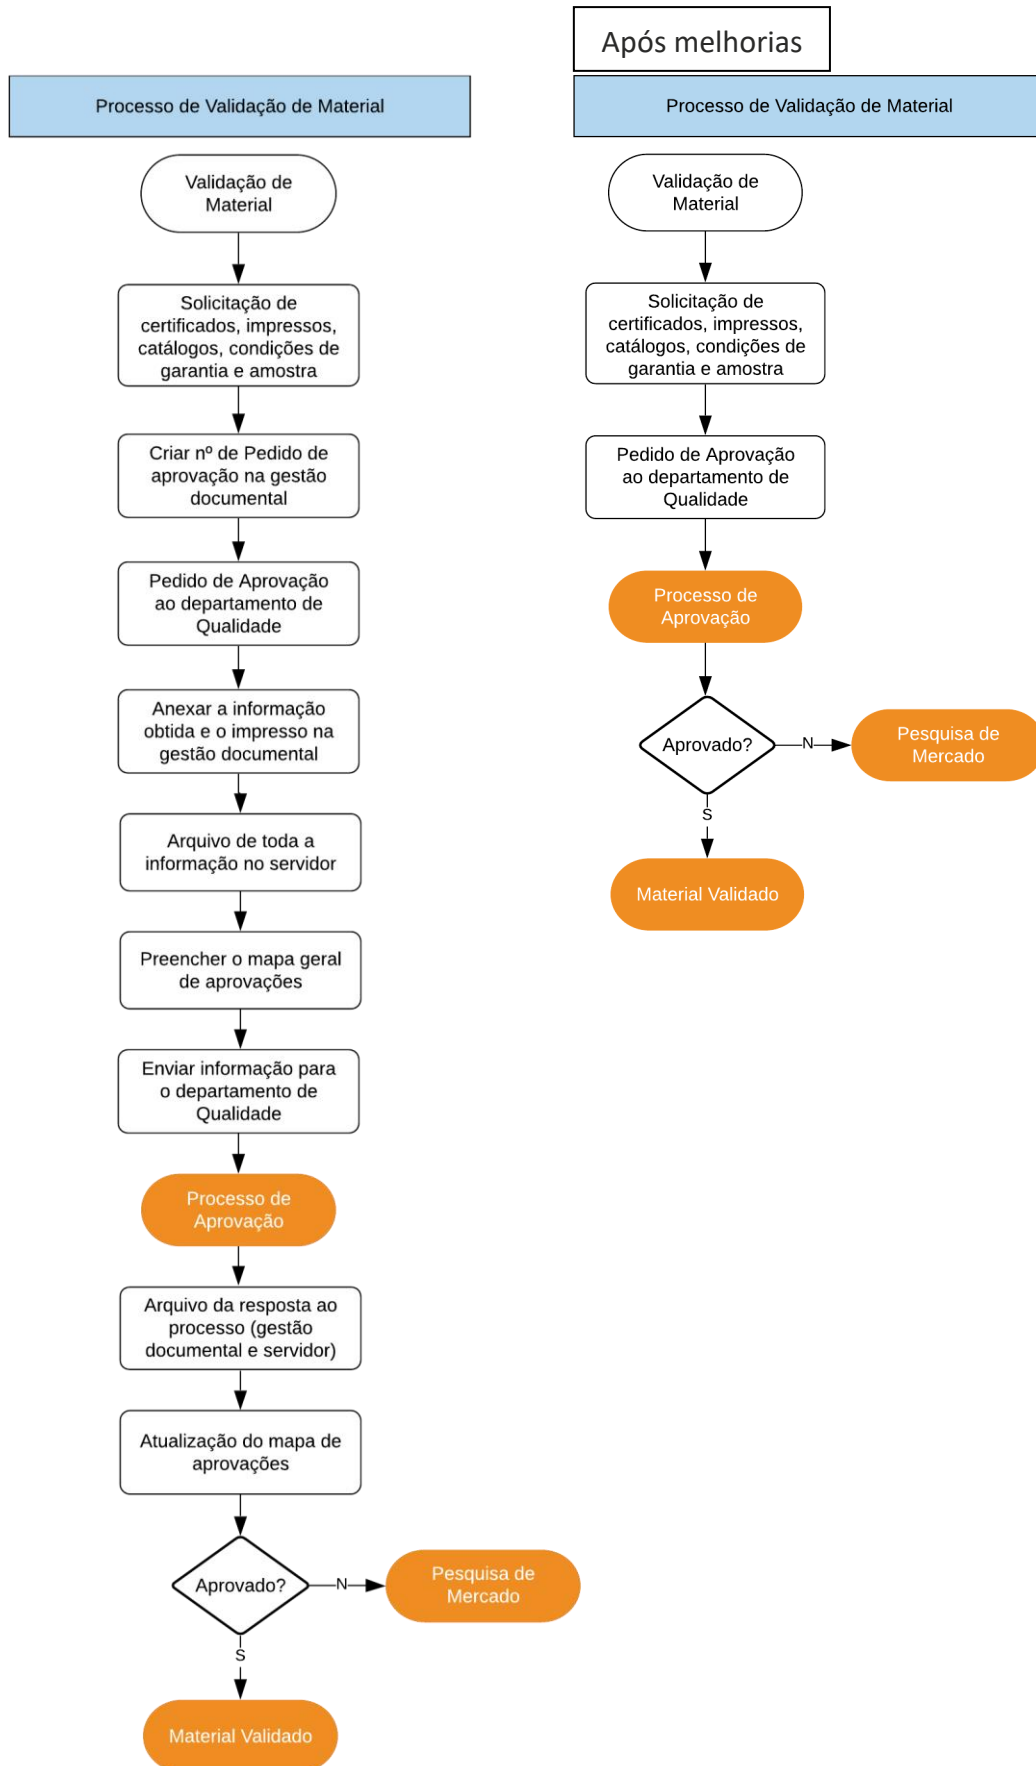 Processo de Validação de Material
Validação de
Material
Solicitação de
certificados, impressos,
catálogos, condições de
garantia e amostra
Criar nº de Pedido de
aprovação na gestão
documental
Pedido de Aprovação
ao departamento de
Qualidade
Anexar a informação
obtida e o impresso na
gestão documental
Arquivo de toda a
informação no servidor
Preencher o mapa geral
de aprovações
Enviar informação para
o departamento de
Qualidade
Processo de
Aprovação
Arquivo da resposta ao
processo (gestão
documental e servidor)
Atualização do mapa de
aprovações
Aprovado?
N
Pesquisa de
Mercado
S
Material Validado
Após melhorias
Processo de Validação de Material
Validação de
Material
Solicitação de
certificados, impressos,
catálogos, condições de
garantia e amostra
Pedido de Aprovação
ao departamento de
Qualidade
Processo de
Aprovação
Aprovado?
N
Pesquisa de
Mercado
S
Material Validado